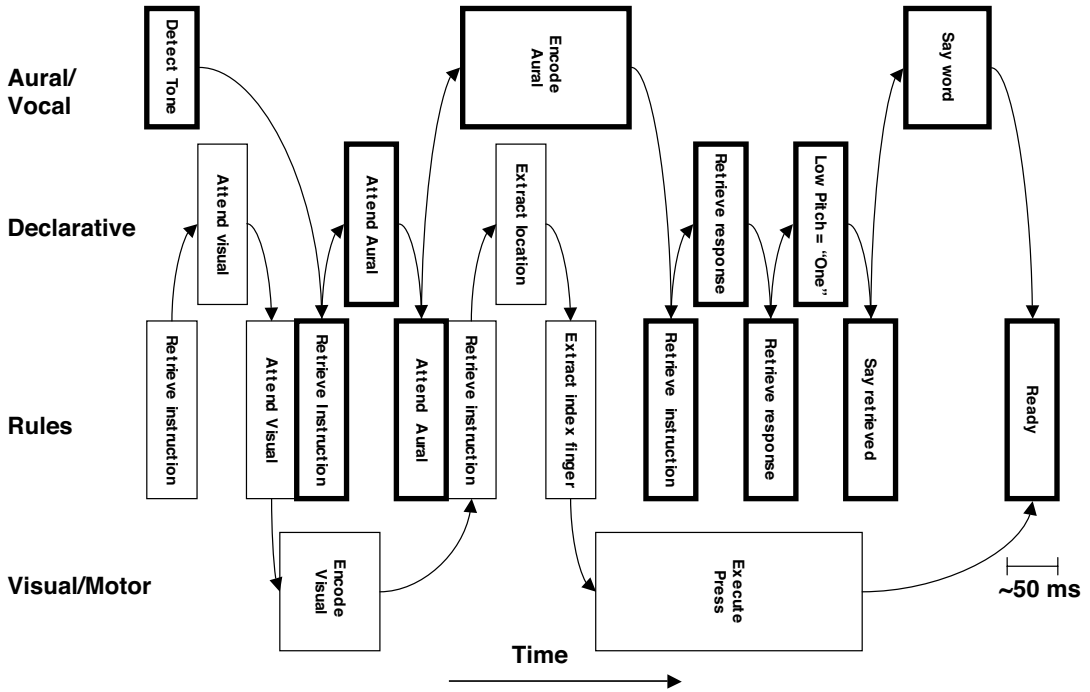 Aural/
Vocal
Detect Tone
Encode
Aural
Say word
Declarative
Attend visual
Attend Aural
Extract location
Retrieve response
Low Pitch = “One”
Rules
Retrieve instruction
Attend Visual
Retrieve Instruction
Attend Aural
Retrieve instruction
Extract index finger
Retrieve instruction
Retrieve response
Say retrieved
Ready
Visual/Motor
Encode
Visual
Execute
Press
~50 ms
Time